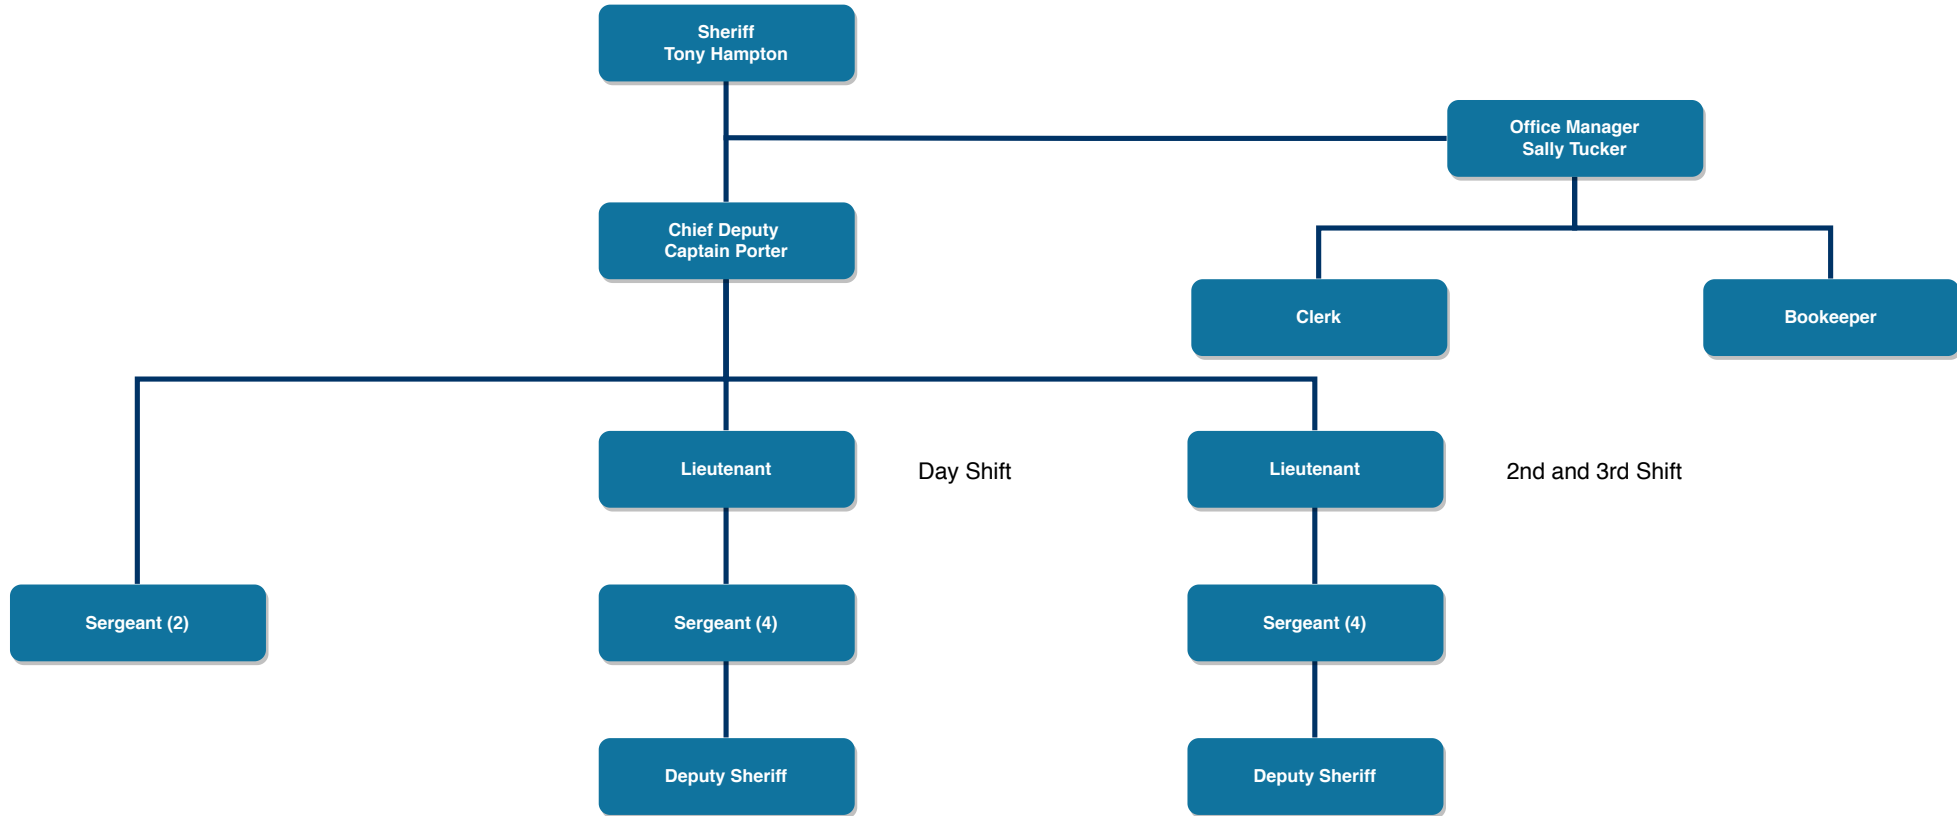 Sheriff
Tony Hampton
Office Manager
Sally Tucker
Chief Deputy
Captain Porter
Clerk
Bookeeper
Lieutenant
Day Shift
Lieutenant
2nd and 3rd Shift
Sergeant (2)
Sergeant (4)
Sergeant (4)
Deputy Sheriff
Deputy Sheriff